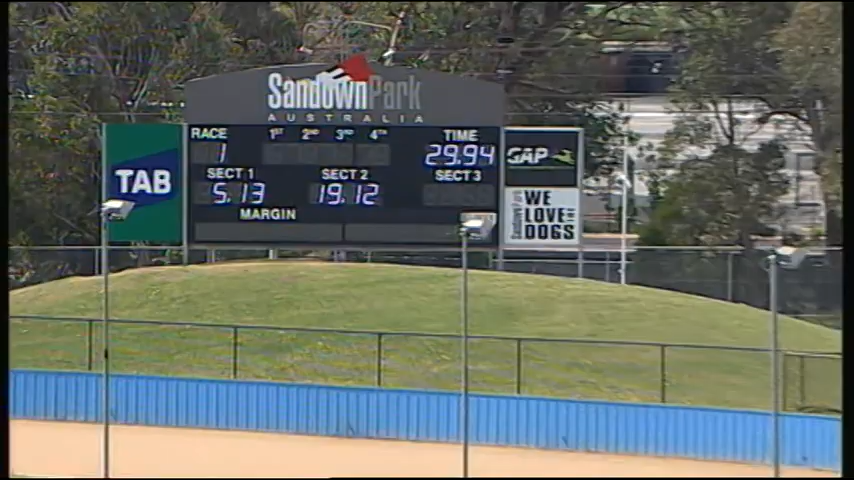 SandownPark
AUSTRALIA
RACE 1ST 2ND 3RD 4TH TIME
1 29.94
SECT 1 SECT 2 SECT 3
5.13 19.12
MARGIN
TAB
GAP
WE
LOVE
DOGS